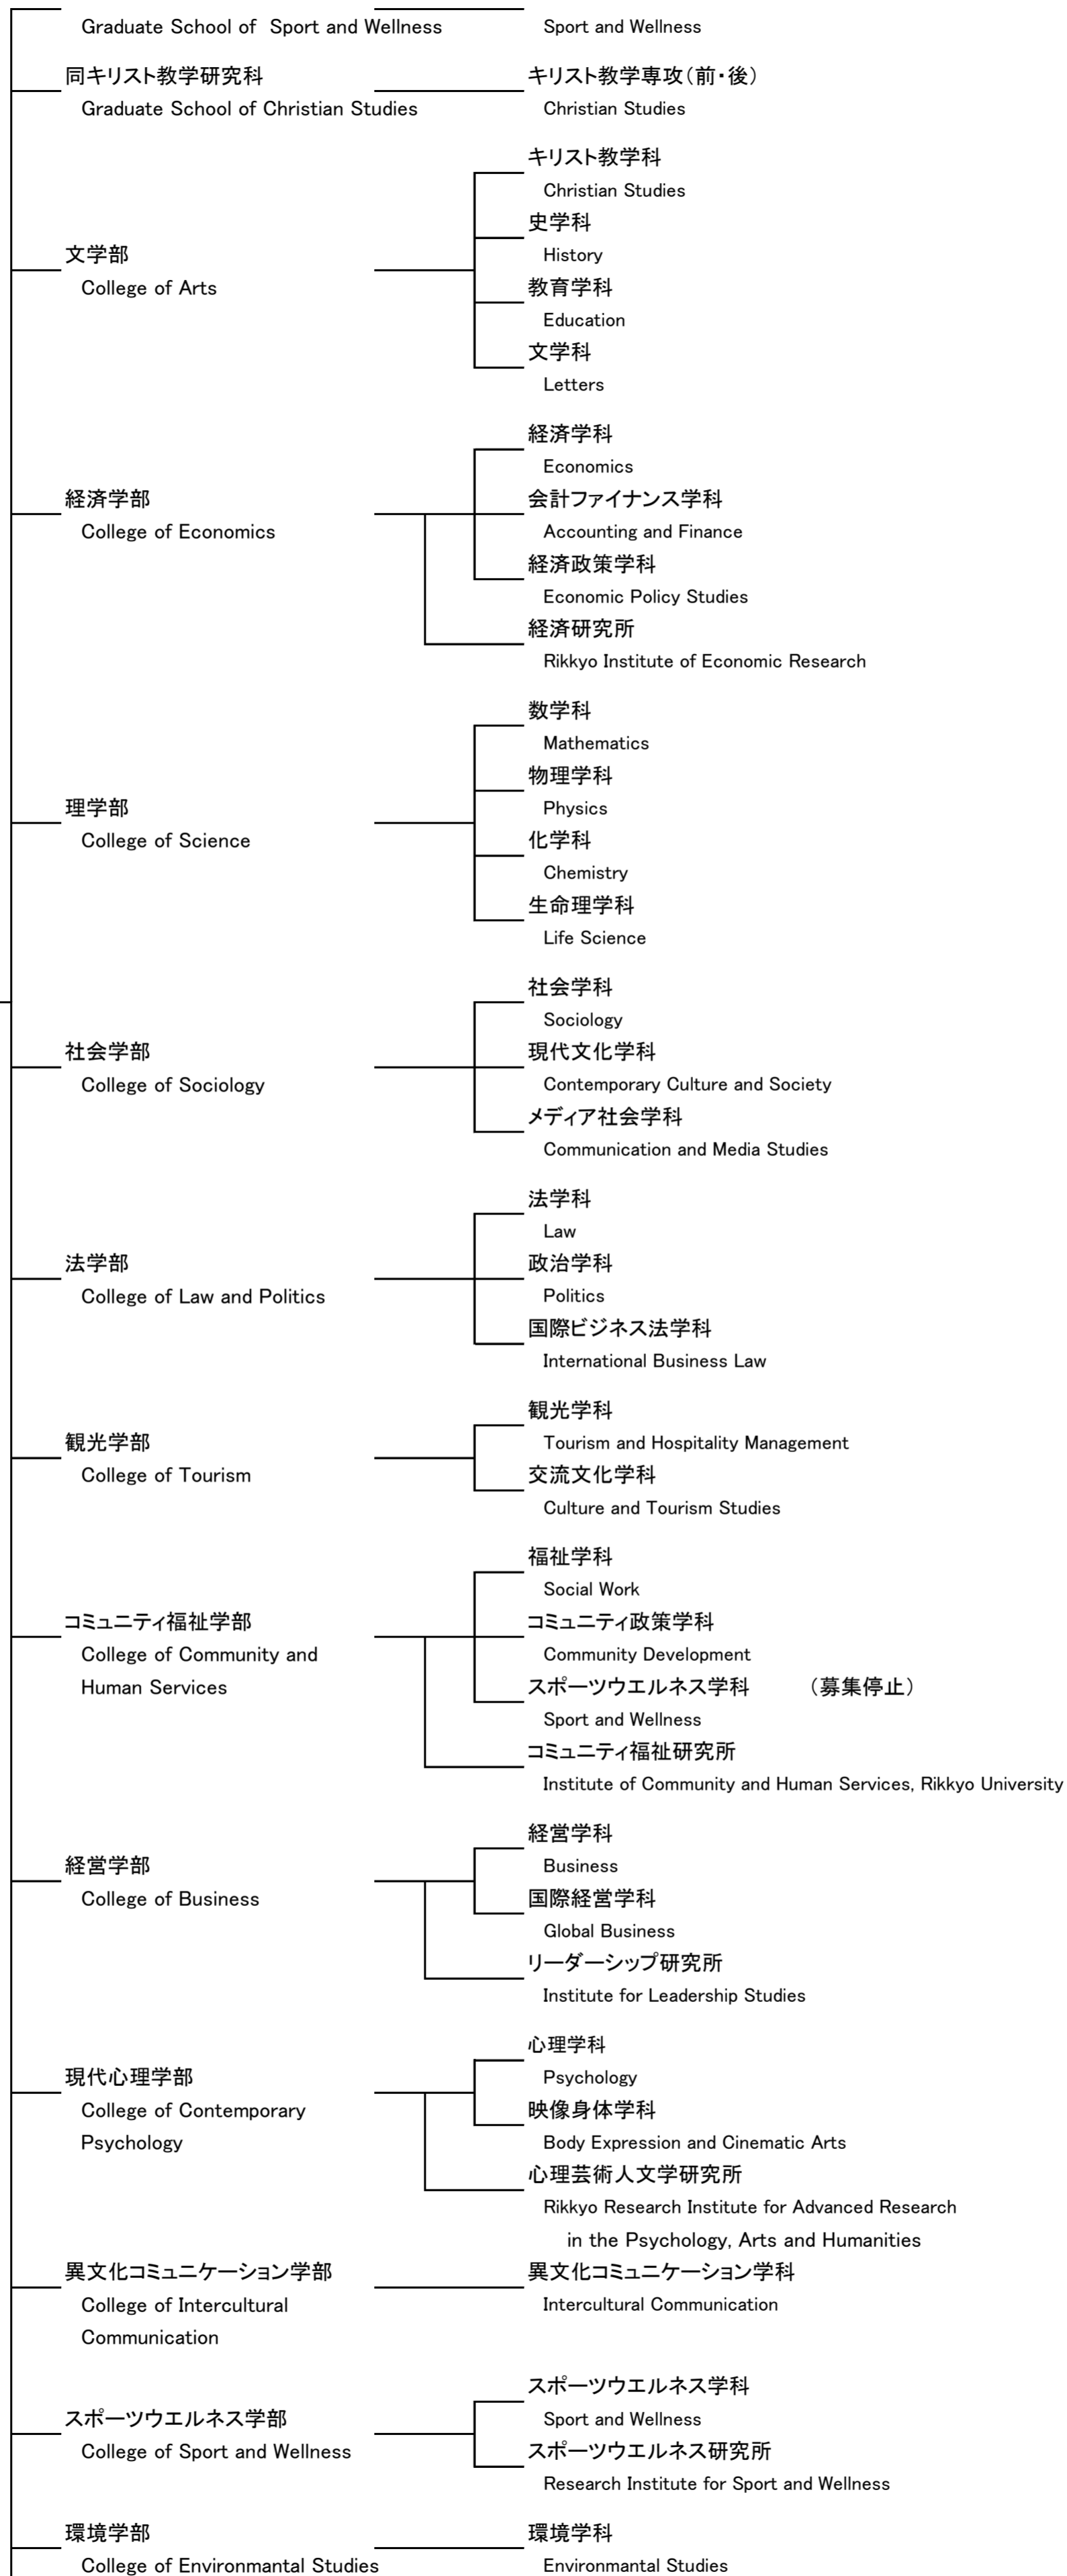 Graduate School of Sport and Wellness
Sport and Wellness
同キリスト教学研究科
キリスト教学専攻(前・後)
Graduate School of Christian Studies
Christian Studies
キリスト教学科
Christian Studies
史学科
History
文学部
College of Arts
教育学科
Education
文学科
Letters
経済学科
Economics
経済学部
College of Economics
会計ファイナンス学科
Accounting and Finance
経済政策学科
Economic Policy Studies
経済研究所
Rikkyo Institute of Economic Research
数学科
Mathematics
物理学科
Physics
理学部
College of Science
化学科
Chemistry
生命理学科
Life Science
社会学科
Sociology
社会学部
College of Sociology
現代文化学科
Contemporary Culture and Society
メディア社会学科
Communication and Media Studies
法学科
Law
法学部
College of Law and Politics
政治学科
Politics
国際ビジネス法学科
International Business Law
観光学科
Tourism and Hospitality Management
観光学部
College of Tourism
交流文化学科
Culture and Tourism Studies
福祉学科
Social Work
コミュニティ福祉学部
College of Community and
Human Services
コミュニティ政策学科
Community Development
スポーツウエルネス学科 (募集停止)
Sport and Wellness
コミュニティ福祉研究所
Institute of Community and Human Services, Rikkyo University
経営学科
Business
経営学部
College of Business
国際経営学科
Global Business
リーダーシップ研究所
Institute for Leadership Studies
心理学科
Psychology
現代心理学部
College of Contemporary
Psychology
映像身体学科
Body Expression and Cinematic Arts
心理芸術人文学研究所
Rikkyo Research Institute for Advanced Research
in the Psychology, Arts and Humanities
異文化コミュニケーション学部
College of Intercultural
Communication
異文化コミュニケーション学科
Intercultural Communication
スポーツウエルネス学科
Sport and Wellness
スポーツウエルネス学部
College of Sport and Wellness
スポーツウエルネス研究所
Research Institute for Sport and Wellness
環境学部
College of Environmantal Studies
環境学科
Environmantal Studies